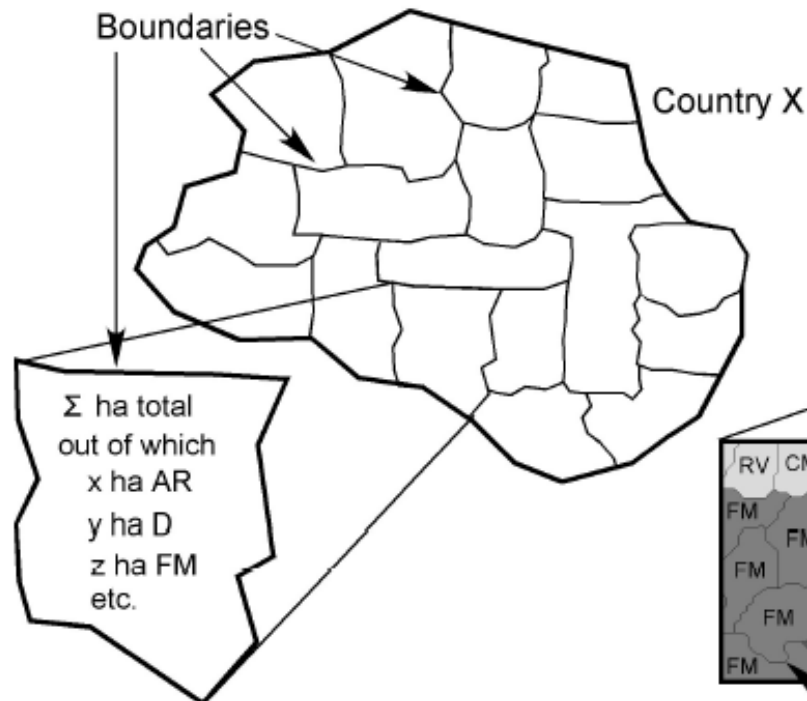 Boundaries
Country X
Σ ha total
out of which
x ha AR
y ha D
z ha FM
etc.
RV
FM
FM
FM
FM